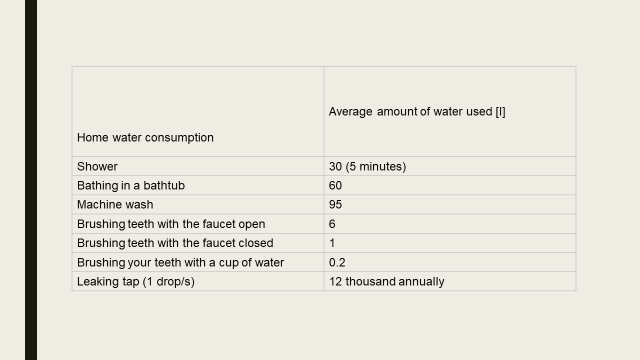 Average amount of water used [l]
Home water consumption
Shower 30 (5 minutes)
Bathing in a bathtub 60
Machine wash 95
Brushing teeth with the faucet open 6
Brushing teeth with the faucet closed 1
Brushing your teeth with a cup of water 0.2
Leaking tap (1 drop/s) 12 thousand annually